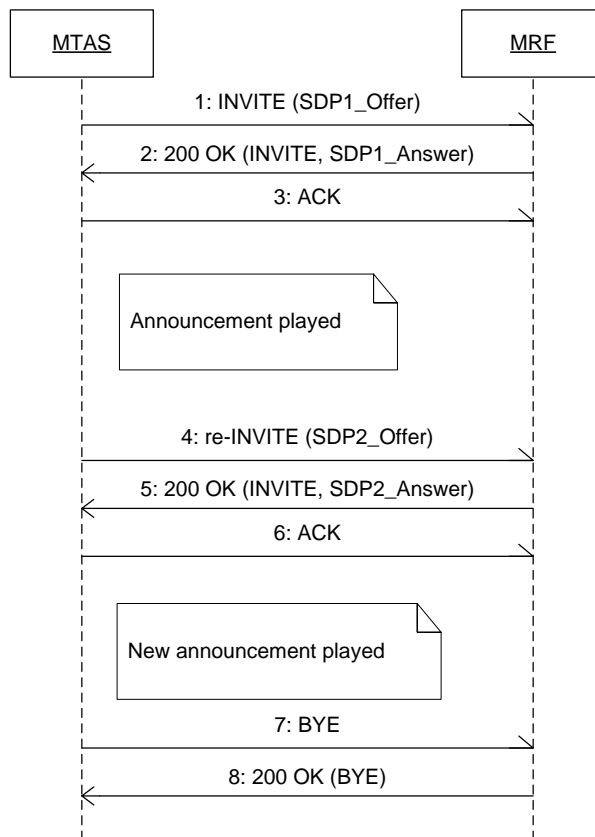 MTAS
MRF
1: INVITE (SDP1_Offer)
2: 200 OK (INVITE, SDP1_Answer)
3: ACK
Announcement played
4: re-INVITE (SDP2_Offer)
5: 200 OK (INVITE, SDP2_Answer)
6: ACK
New announcement played
7: BYE
8: 200 OK (BYE)